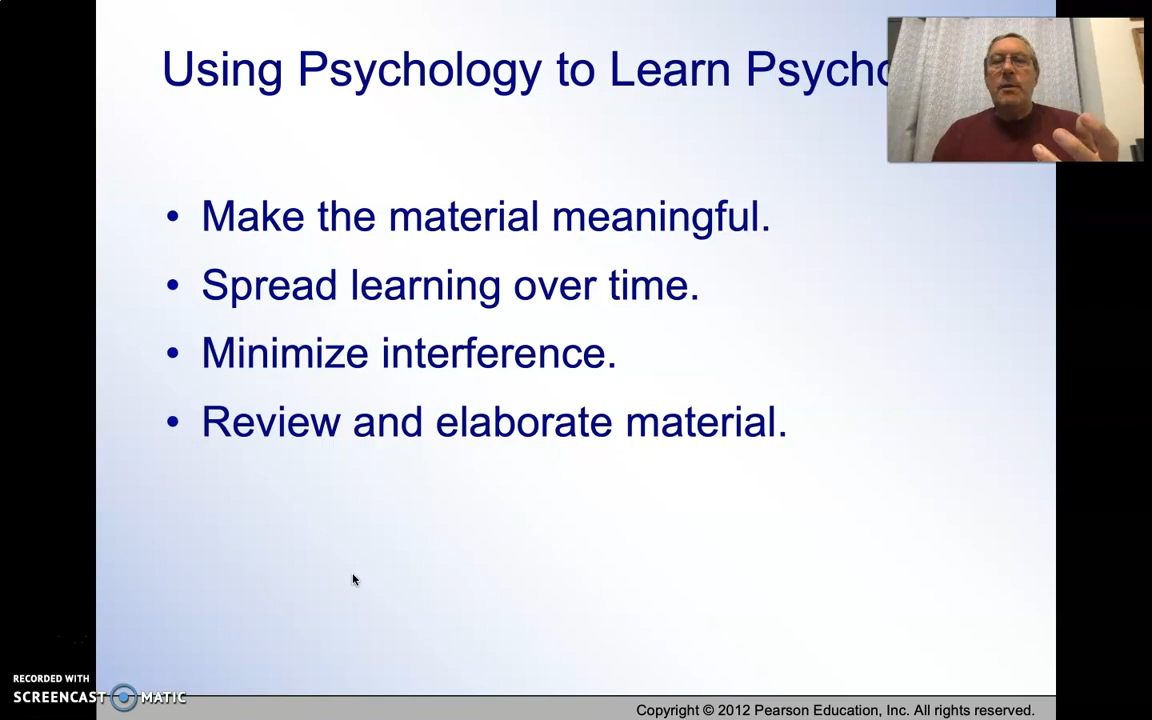 Using Psychology to Learn Psycho
• Make the material meaningful.
• Spread learning over time.
• Minimize interference.
• Review and elaborate material.
RECORDED WITH
SCREENCAST MATIC
Copyright © 2012 Pearson Education, Inc. All rights reserved.